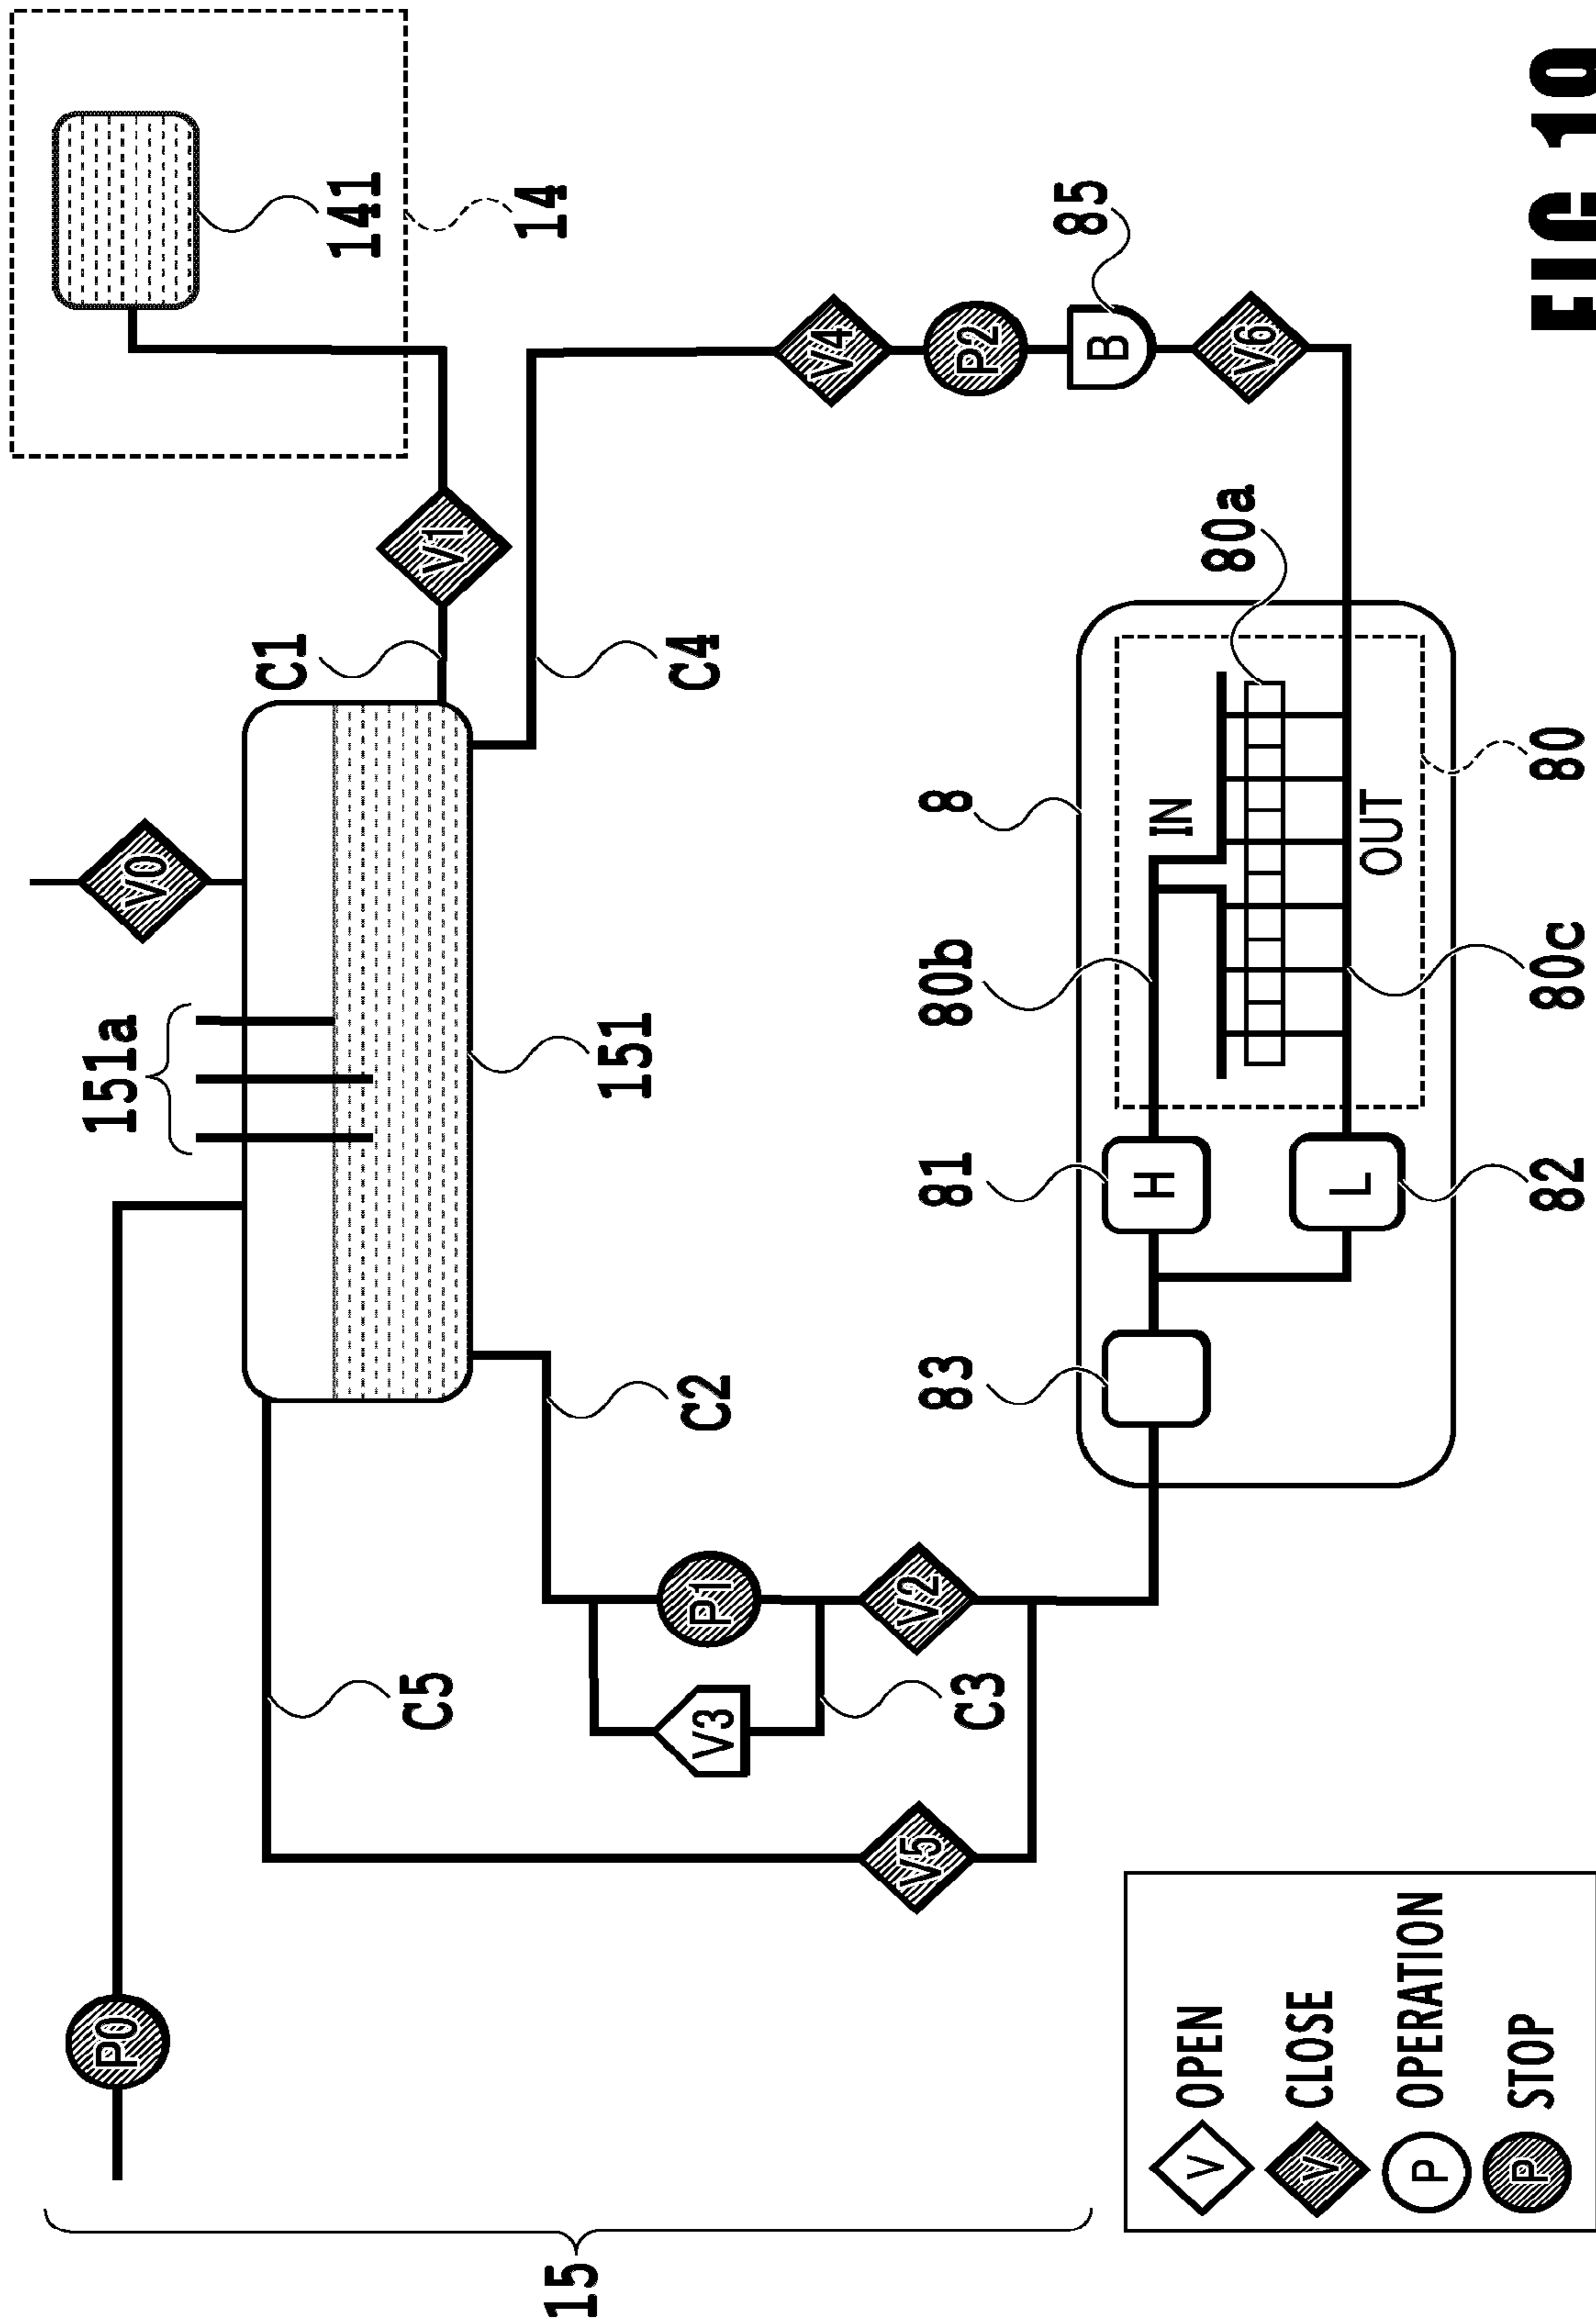 P0
151a
V0
C1
141
C5
V1
14
15
151
C2
C4
P1
V3
V4
V5
V2
83
81
80b
8
C3
P2
85
B
H
IN
V OPEN
80a
V6
V CLOSE
L
OUT
P OPERATION
P STOP
82
80c
80
FIG